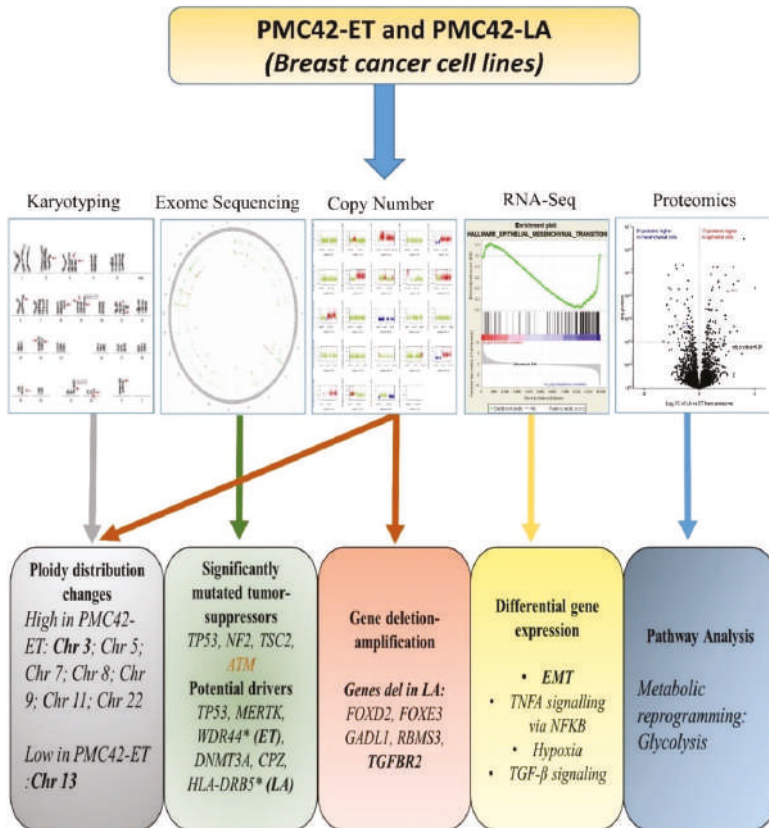 PMC42-ET and PMC42-LA
(Breast cancer cell lines)
Karyotyping
Exome Sequencing
Copy Number
RNA-Seq
Proteomics
Enrichment plot:
HALLMARK_EPITHELIAL_MESENCHYMAL_TRANSITION
Ploidy distribution
changes
High in PMC42-
ET: Chr 3; Chr 5;
Chr 7; Chr 8; Chr
9; Chr 11; Chr 22
Low in PMC42-ET
:Chr 13
Significantly
mutated tumor-
suppressors
TP53, NF2, TSC2,
ATM
Potential drivers
TP53, MERTK,
WDR44* (ET),
DNMT3A, CPZ,
HLA-DRB5* (LA)
Gene deletion-
amplification
Genes del in LA:
FOXD2, FOXE3
GADL1, RBMS3,
TGFBR2
Differential gene
expression
• EMT
• TNFA signalling
via NFKB
• Hypoxia
• TGF-β signaling
Pathway Analysis
Metabolic
reprogramming:
Glycolysis